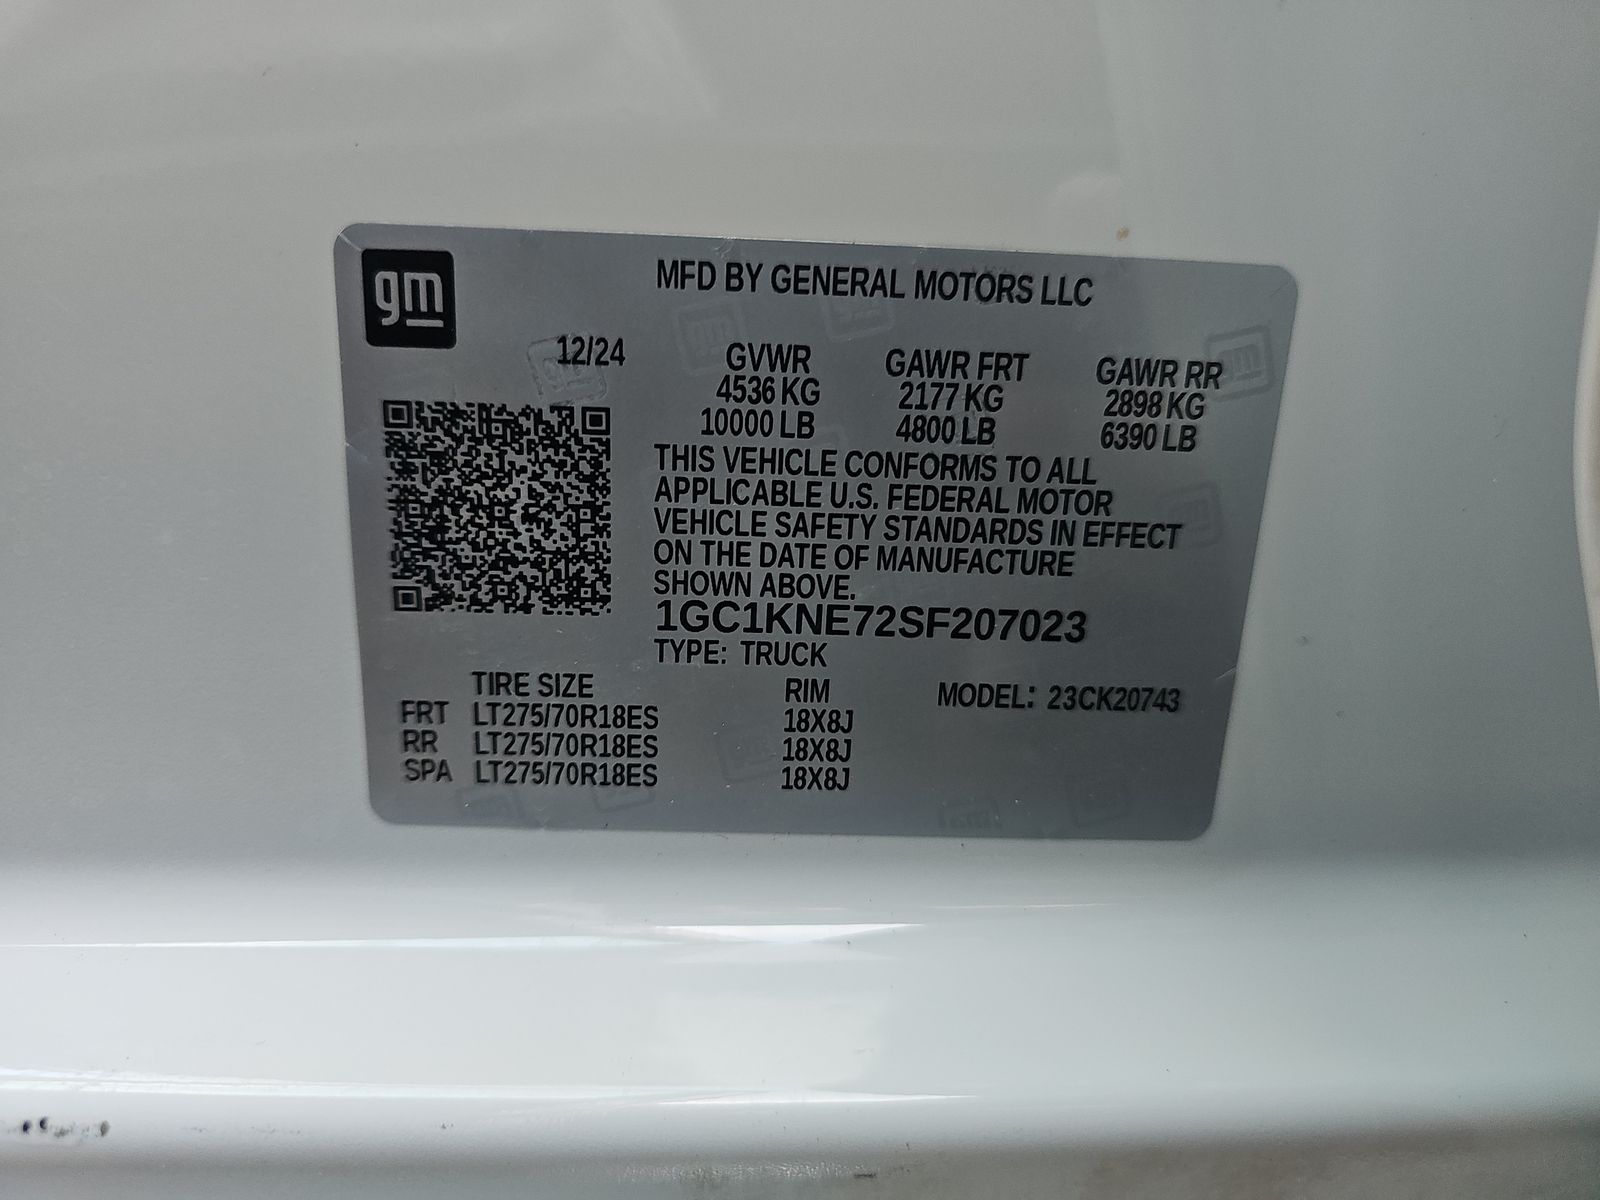 gm
MFD BY GENERAL MOTORS LLC
12/24
GVWR GAWR FRT GAWR RR
4536 KG 2177 KG 2898 KG
10000 LB 4800 LB 6390 LB
THIS VEHICLE CONFORMS TO ALL
APPLICABLE U.S. FEDERAL MOTOR
VEHICLE SAFETY STANDARDS IN EFFECT
ON THE DATE OF MANUFACTURE
SHOWN ABOVE.
1GC1KNE72SF207023
TYPE: TRUCK
TIRE SIZE RIM MODEL: 23CK20743
FRT LT275/70R18ES 18X8J
RR LT275/70R18ES 18X8J
SPA LT275/70R18ES 18X8J